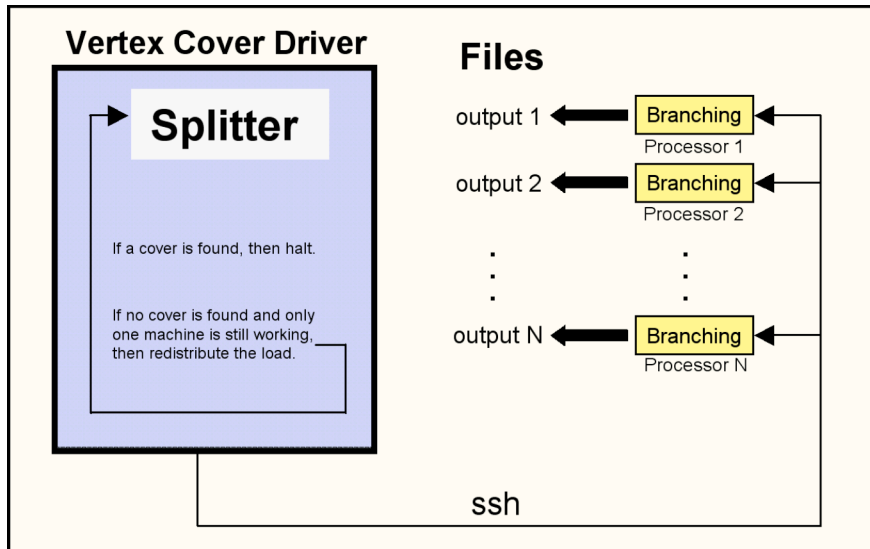 Vertex Cover Driver
Splitter
If a cover is found, then halt.
If no cover is found and only
one machine is still working,
then redistribute the load.
Files
output 1
Branching
Processor 1
output 2
Branching
Processor 2
output N
Branching
Processor N
ssh